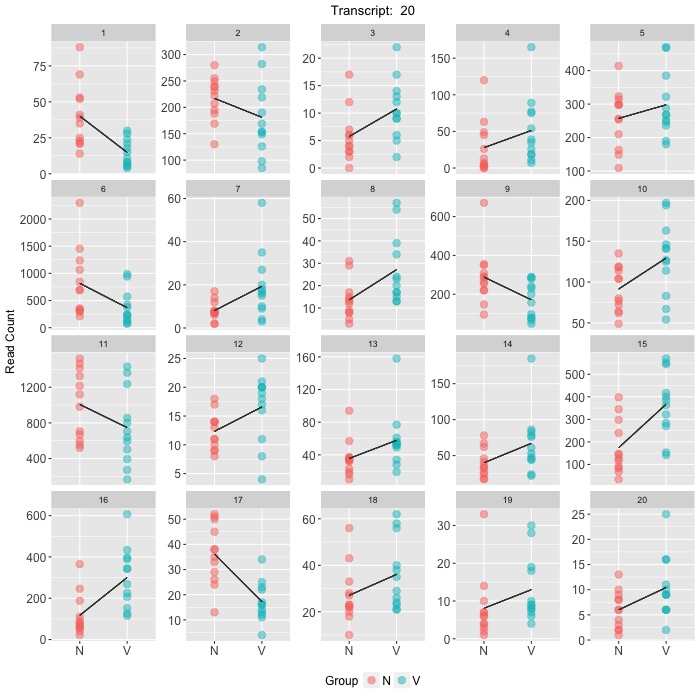 Transcript: 20
1 2 3 4 5
75 50 25 0
300 250 200 150 100
20 15 10 5 0
150 100 50 0
400 300 200 100
6 7 8 9 10
2000 1500 1000 500 0
60 40 20 0
50 40 30 20 10
600 400 200
200 150 100 50
Read Count
11 12 13 14 15
1200 800 400
25 20 15 10 5
160 120 80 40
150 100 50
500 400 300 200 100
16 17 18 19 20
600 400 200 0
50 40 30 20 10
60 40 20
30 20 10 0
25 20 15 10 5 0
N V N V N V N V N V
Group N V